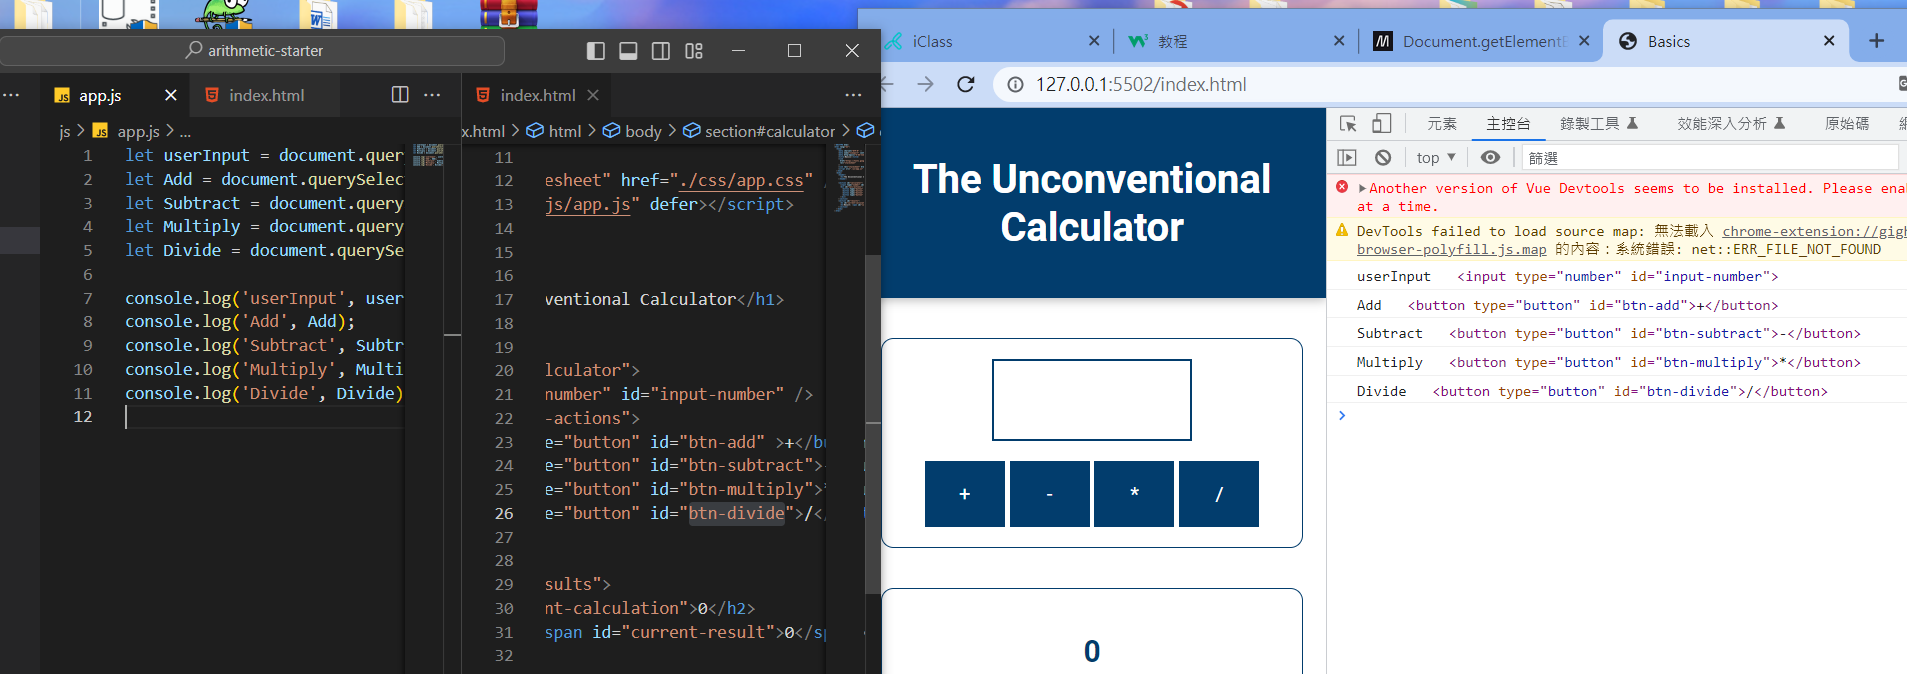 arithmetic-starter
app.js
index.html
js > app.js > ...
1 let userInput = document.quer
2 let Add = document.querySelec
3 let Subtract = document.query
4 let Multiply = document.query
5 let Divide = document.querySe
6
7 console.log('userInput', user
8 console.log('Add', Add);
9 console.log('Subtract', Subtr
10 console.log('Multiply', Multi
11 console.log('Divide', Divide)
12
index.html
x.html > html > body > section#calculator >
11
12 esheet" href="./css/app.css" /
13 js/app.js" defer></script>
14
15
16
17 ventional Calculator</h1>
18
19
20 lculator">
21 number" id="input-number" />
22 -actions">
23 e="button" id="btn-add" >+</bu
24 e="button" id="btn-subtract">-
25 e="button" id="btn-multiply">*
26 e="button" id="btn-divide">/<
27
28
29 sults">
30 nt-calculation">0</h2>
31 span id="current-result">0</sp
32
iClass
教程
Document.getElementB
Basics
127.0.0.1:5502/index.html
The Unconventional
Calculator
+ - * /
0
元素 主控台 錄製工具 效能深入分析 原始碼
top
篩選
Another version of Vue Devtools seems to be installed. Please enab
at a time.
DevTools failed to load source map: 無法載入 chrome-extension://gigh
browser-polyfill.js.map 的內容：系統錯誤: net::ERR_FILE_NOT_FOUND
userInput <input type="number" id="input-number">
Add <button type="button" id="btn-add">+</button>
Subtract <button type="button" id="btn-subtract">-</button>
Multiply <button type="button" id="btn-multiply">*</button>
Divide <button type="button" id="btn-divide">/</button>